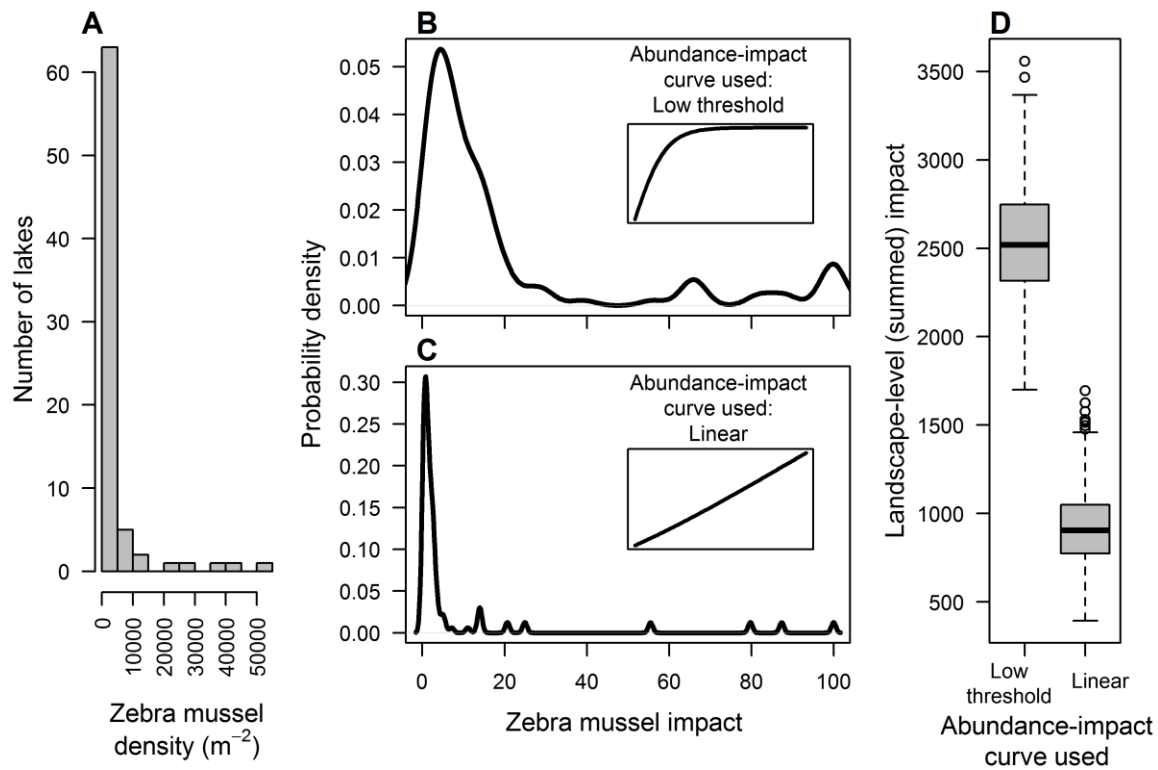 A
Number of lakes
60
50
40
30
20
10
0
0
10000
20000
30000
40000
50000
Zebra mussel
density (m⁻²)
B
Probability density
0.05
0.04
0.03
0.02
0.01
0.00
Abundance-impact
curve used:
Low threshold
C
0.30
0.25
0.20
0.15
0.10
0.05
0.00
Abundance-impact
curve used:
Linear
0
20
40
60
80
100
Zebra mussel impact
D
Landscape-level (summed) impact
3500
3000
2500
2000
1500
1000
500
Low
threshold
Linear
Abundance-impact
curve used